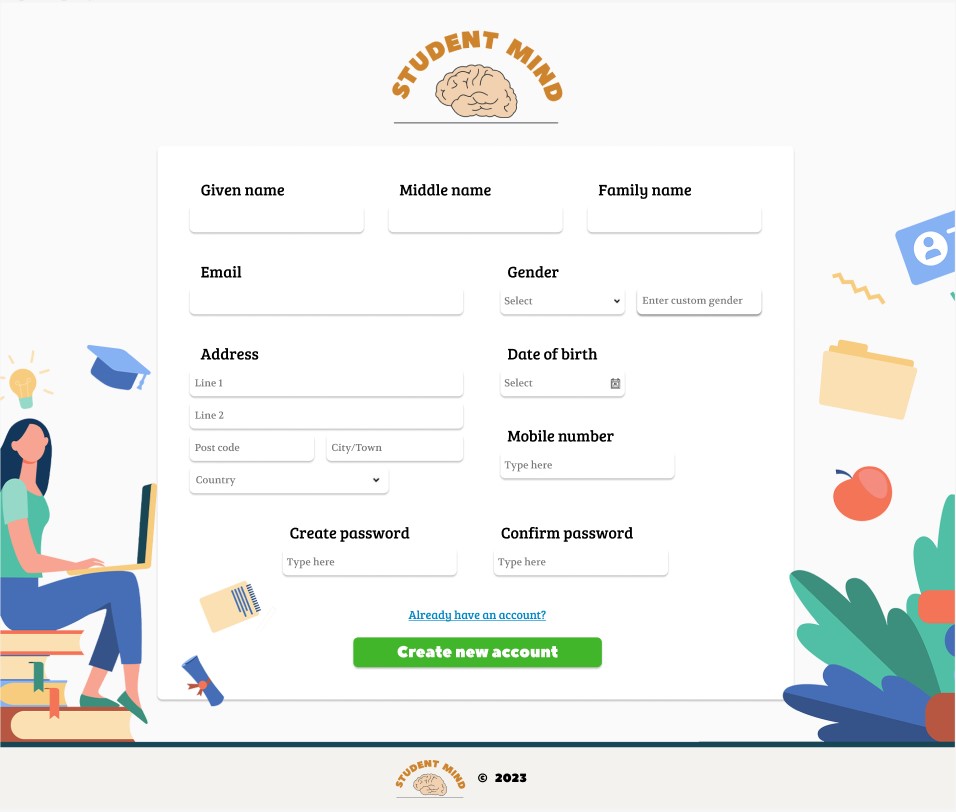 STUDENT MIND
Given name
Middle name
Family name
Email
Gender
Select
Enter custom gender
Address
Date of birth
Line 1
Select
Line 2
Mobile number
Post code
City/Town
Type here
Country
Create password
Confirm password
Type here
Type here
Already have an account?
Create new account
STUDENT MIND
© 2023